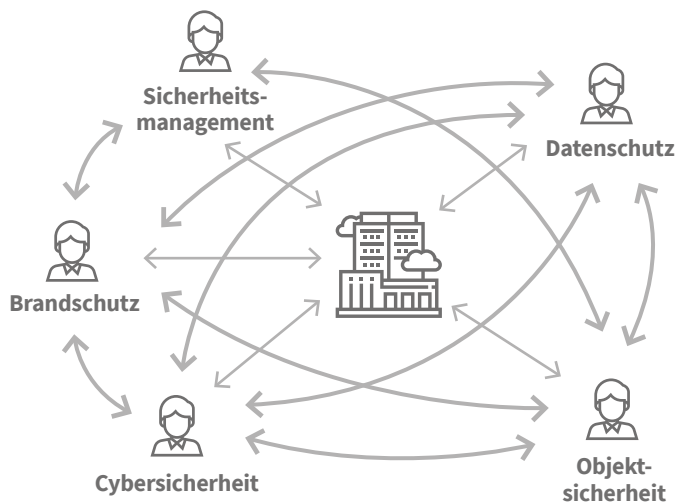 Sicherheits-
management
Datenschutz
Brandschutz
Cybersicherheit
Objekt-
sicherheit